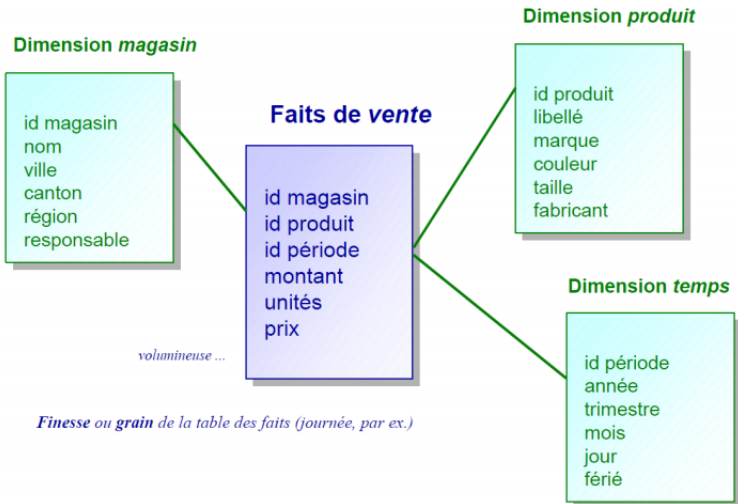 Dimension magasin
id magasin
nom
ville
canton
région
responsable
Faits de vente
id magasin
id produit
id période
montant
unités
prix
volumineuse ...
Finesse ou grain de la table des faits (journée, par ex.)
Dimension produit
id produit
libellé
marque
couleur
taille
fabricant
Dimension temps
id période
année
trimestre
mois
jour
férié